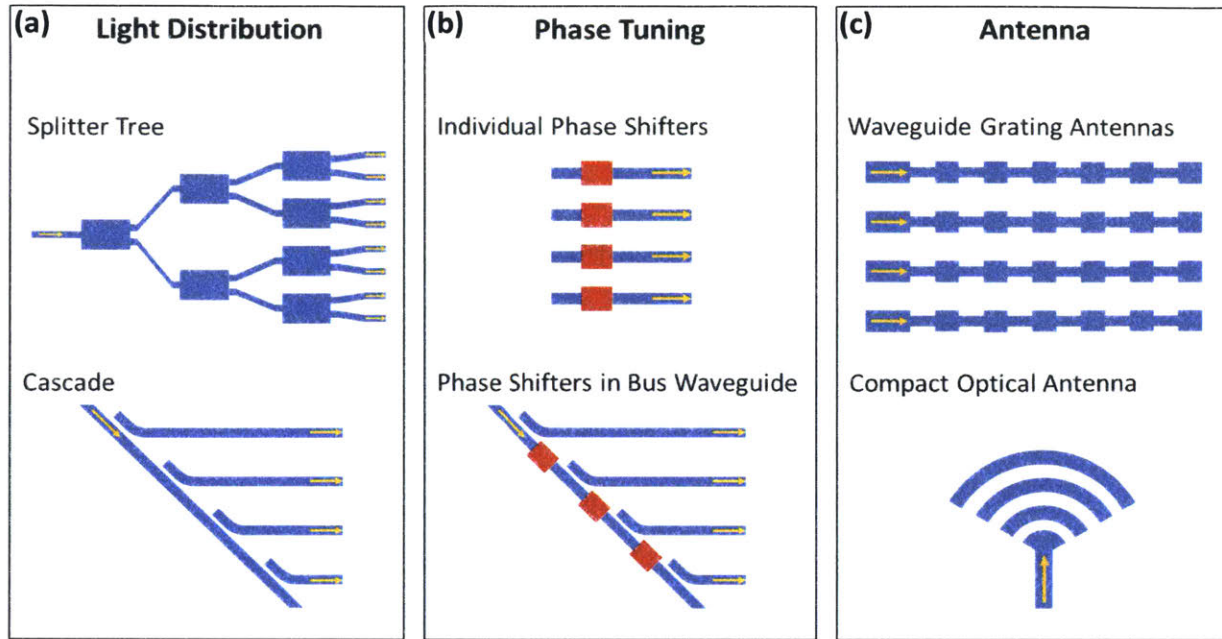 (a) Light Distribution
Splitter Tree
Cascade
(b) Phase Tuning
Individual Phase Shifters
Phase Shifters in Bus Waveguide
(c) Antenna
Waveguide Grating Antennas
Compact Optical Antenna